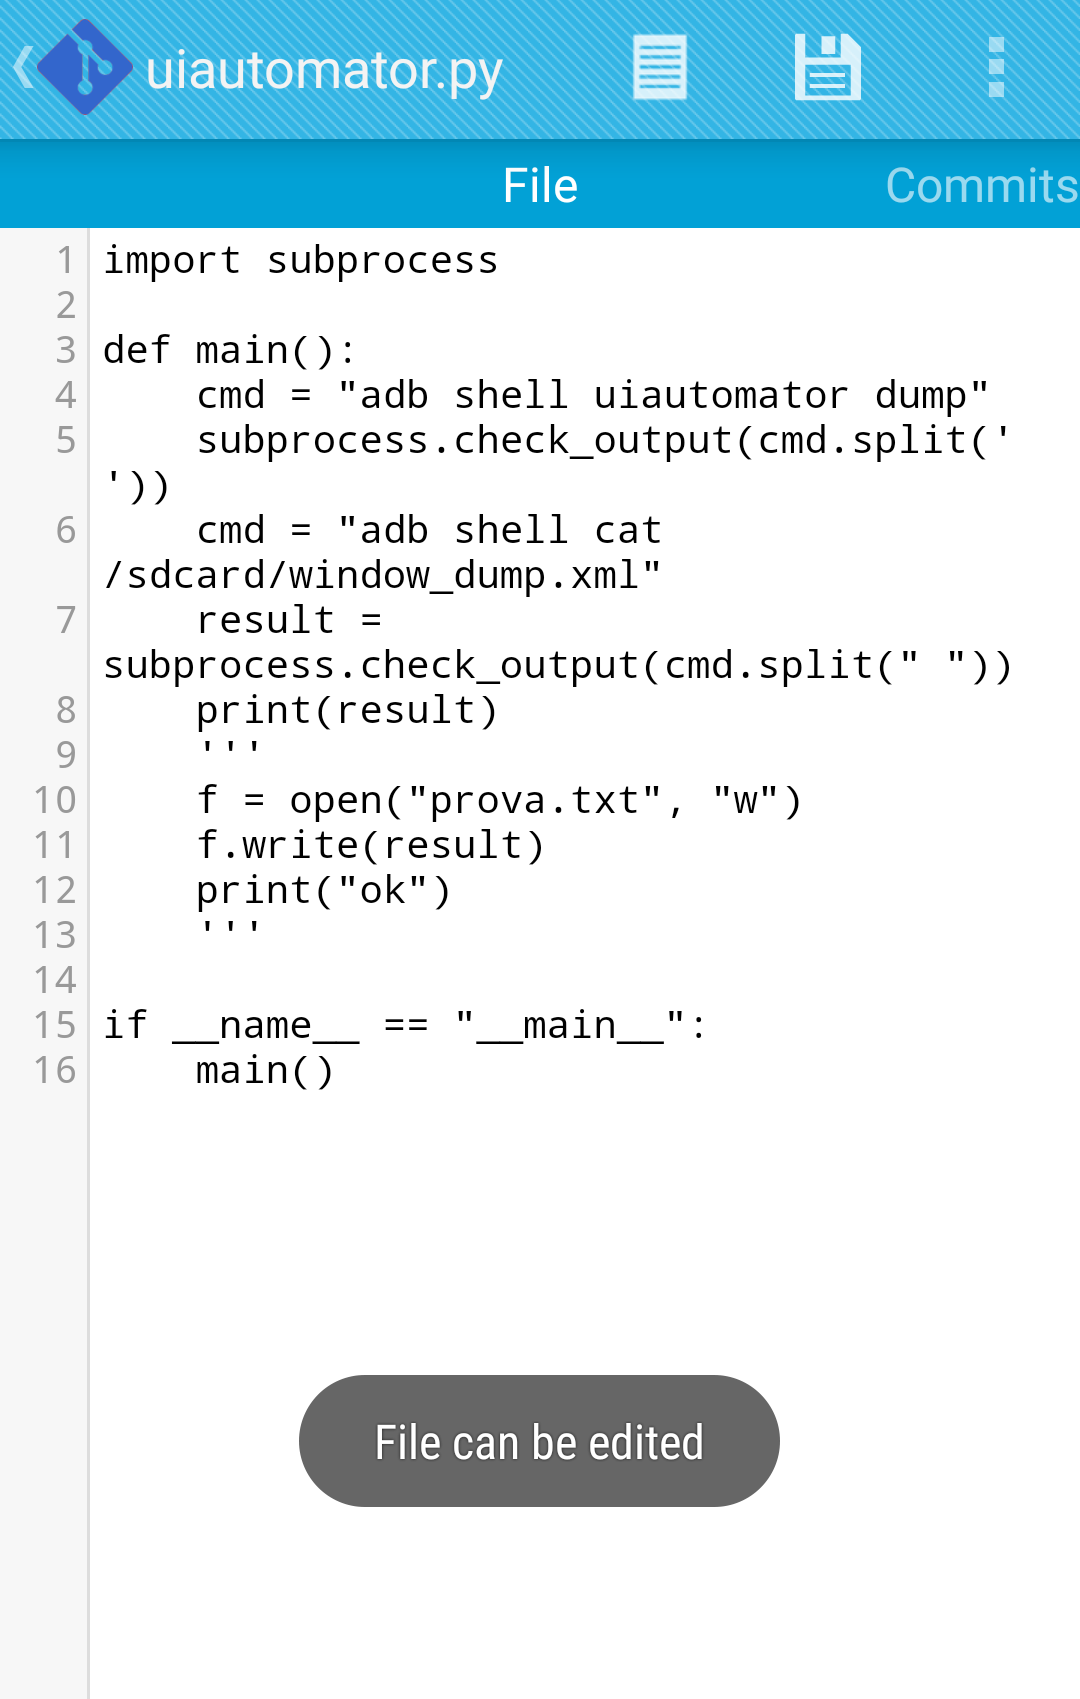 uiautomator.py
File
Commits
1 import subprocess
2
3 def main():
4     cmd = "adb shell uiautomator dump"
5     subprocess.check_output(cmd.split('
'))
6     cmd = "adb shell cat
/sdcard/window_dump.xml"
7     result =
subprocess.check_output(cmd.split(" "))
8     print(result)
9     '''
10     f = open("prova.txt", "w")
11     f.write(result)
12     print("ok")
13     '''
14
15 if __name__ == "__main__":
16     main()
File can be edited